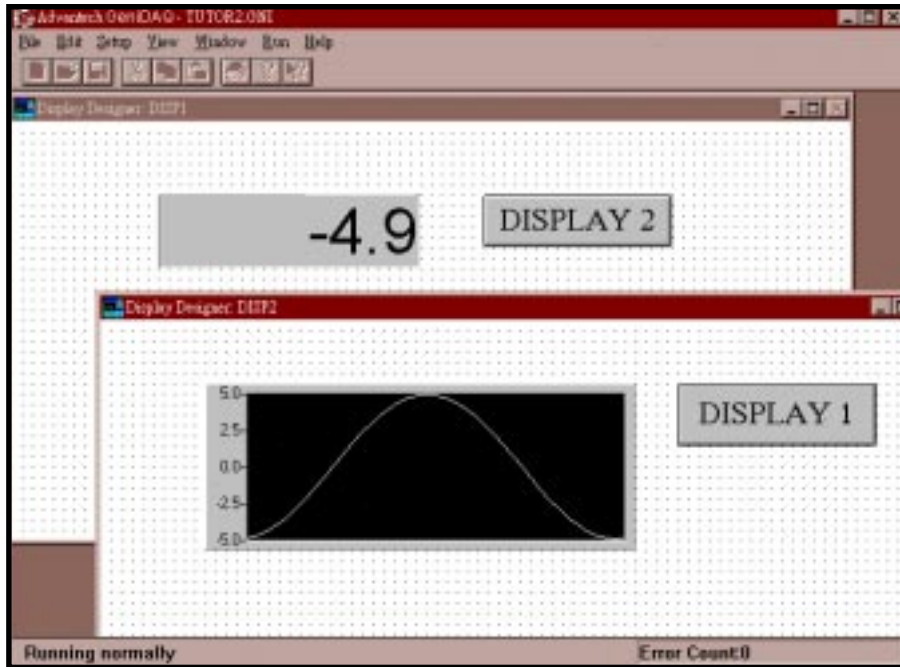 Advantech GeniDAQ - TUTOR2.GNI
File Edit Setup View Window Run Help
Display Designer: DISP1
-4.9
DISPLAY 2
Display Designer: DISP2
5.0
2.5
0.0
-2.5
-5.0
DISPLAY 1
Running normally
Error Count:0